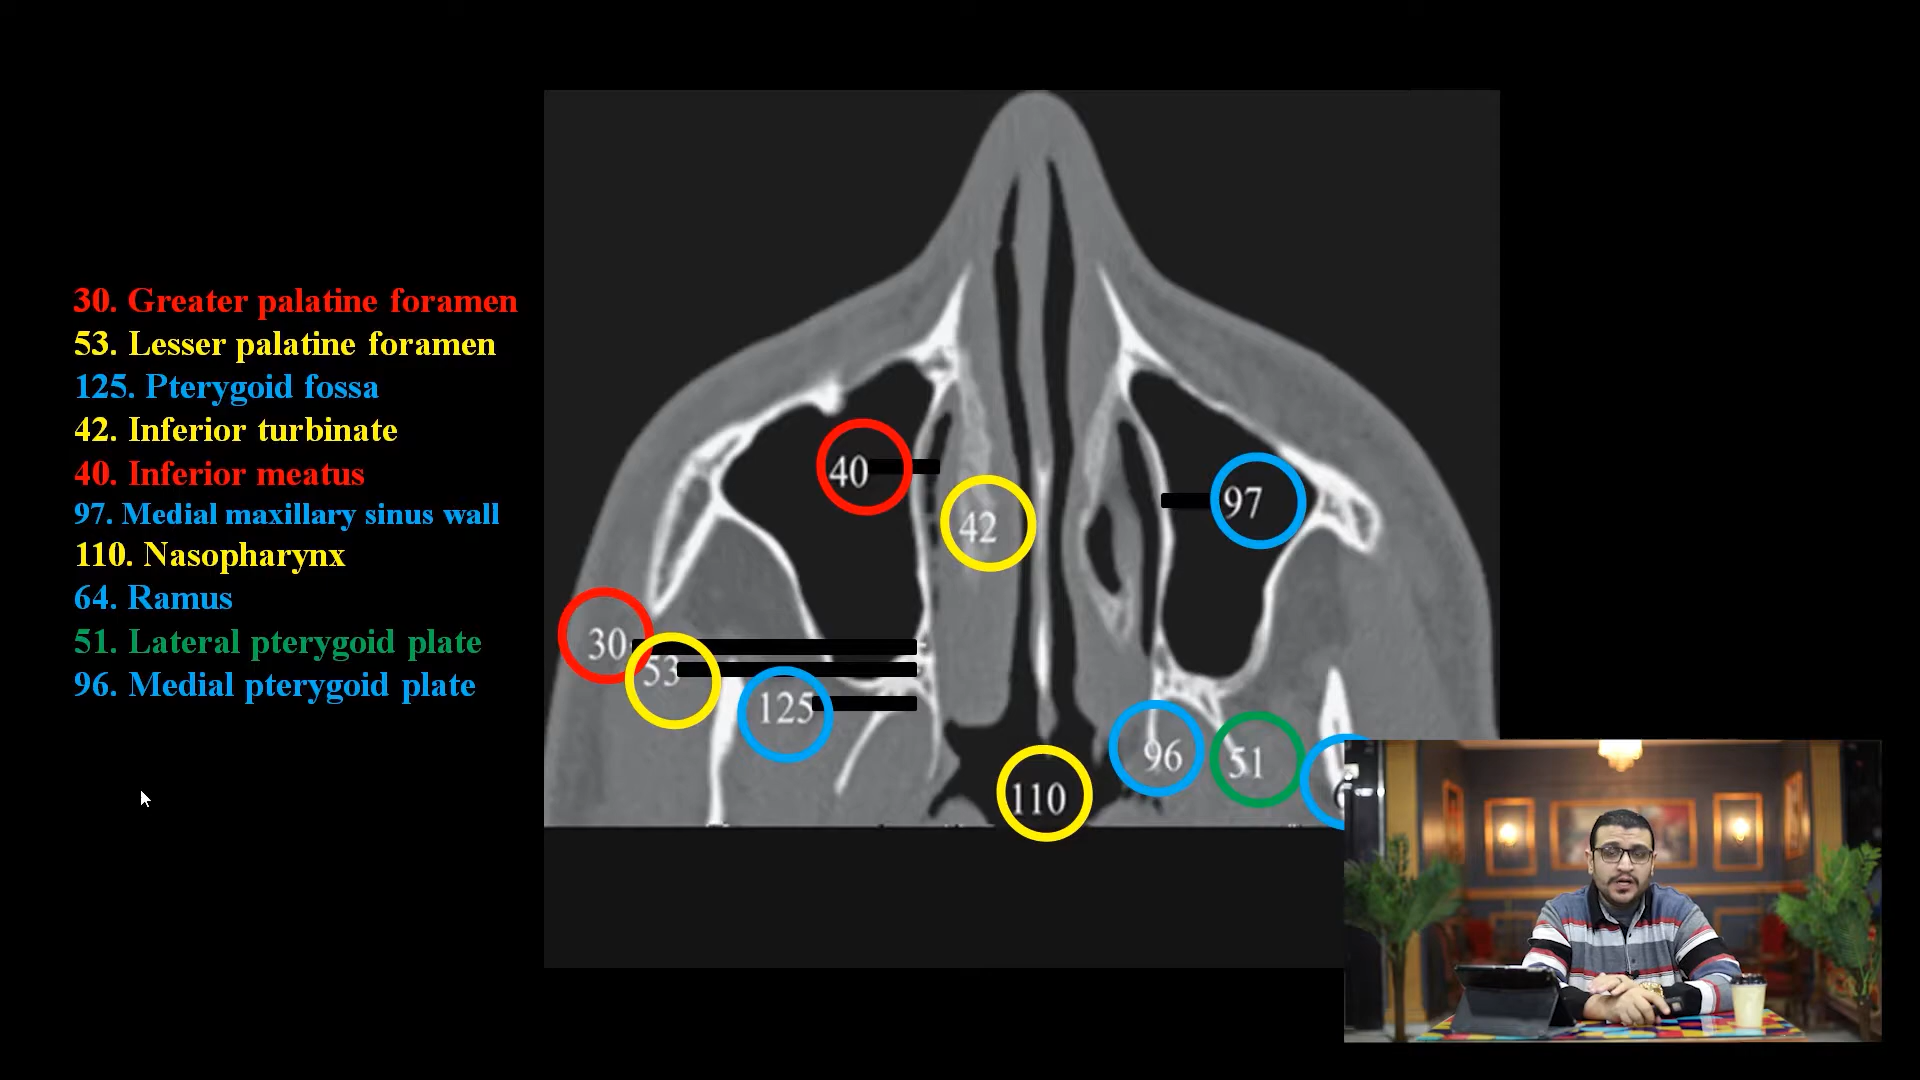 30. Greater palatine foramen
53. Lesser palatine foramen
125. Pterygoid fossa
42. Inferior turbinate
40. Inferior meatus
97. Medial maxillary sinus wall
110. Nasopharynx
64. Ramus
51. Lateral pterygoid plate
96. Medial pterygoid plate
40
97
42
30
53
125
96
51
110